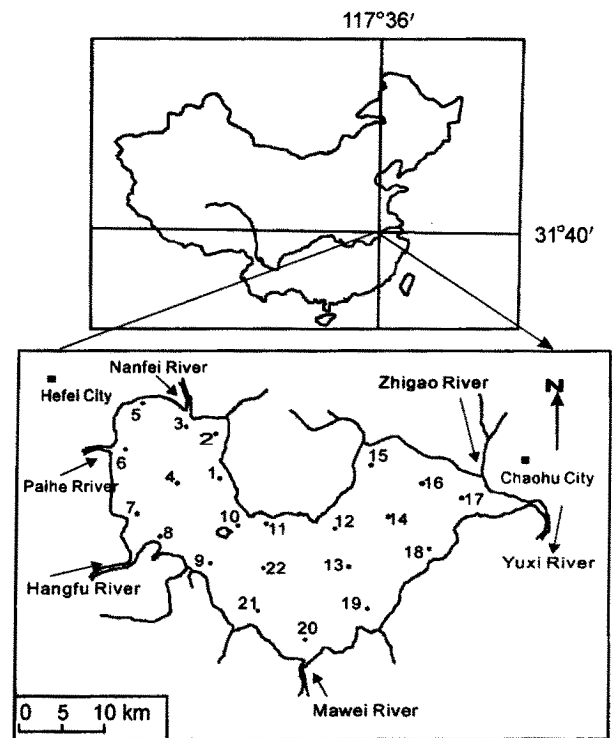 117°36′
31°40′
Nanfei River
Hefei City
Zhigao River
N
5
3
2
15
Chaohu City
6
Paihe Rriver
4
1
16
17
7
10
11
12
14
8
18
Yuxi River
Hangfu River
9
22
13
21
19
20
0 5 10 km
Mawei River